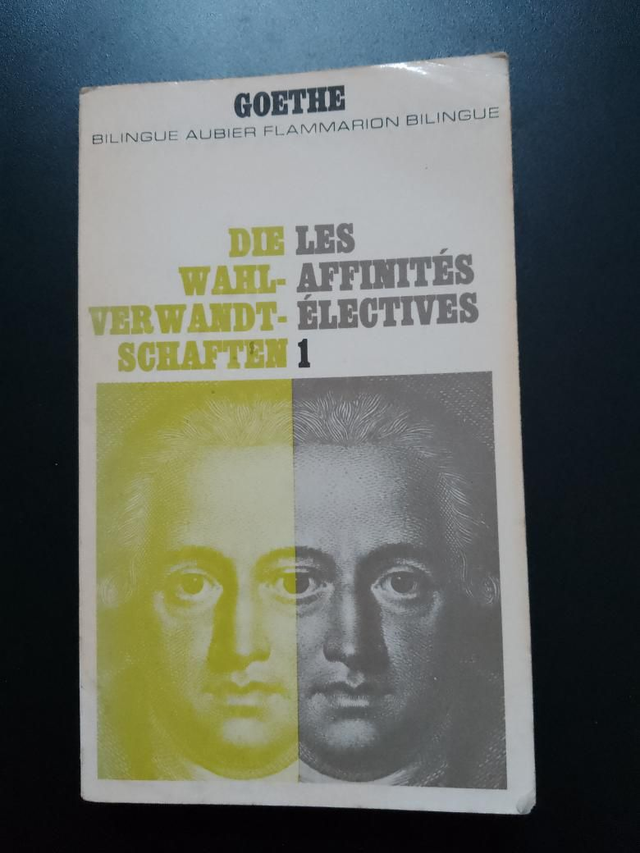 GOETHE
BILINGUE AUBIER FLAMMARION BILINGUE
DIE
WAHL-
VERWANDT-
SCHAFTEN
LES
AFFINITÉS
ÉLECTIVES
1